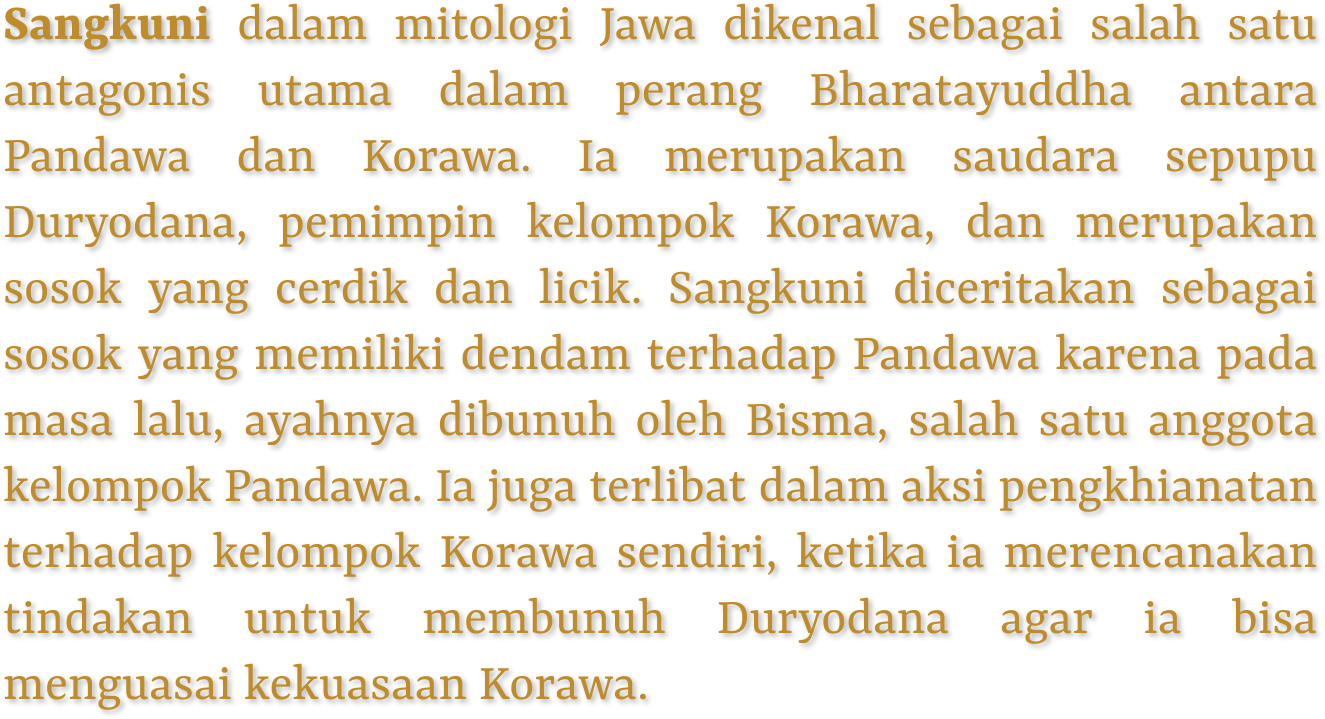 Sangkuni dalam mitologi Jawa dikenal sebagai salah satu
antagonis utama dalam perang Bharatayuddha antara
Pandawa dan Korawa. Ia merupakan saudara sepupu
Duryodana, pemimpin kelompok Korawa, dan merupakan
sosok yang cerdik dan licik. Sangkuni diceritakan sebagai
sosok yang memiliki dendam terhadap Pandawa karena pada
masa lalu, ayahnya dibunuh oleh Bisma, salah satu anggota
kelompok Pandawa. Ia juga terlibat dalam aksi pengkhianatan
terhadap kelompok Korawa sendiri, ketika ia merencanakan
tindakan untuk membunuh Duryodana agar ia bisa
menguasai kekuasaan Korawa.